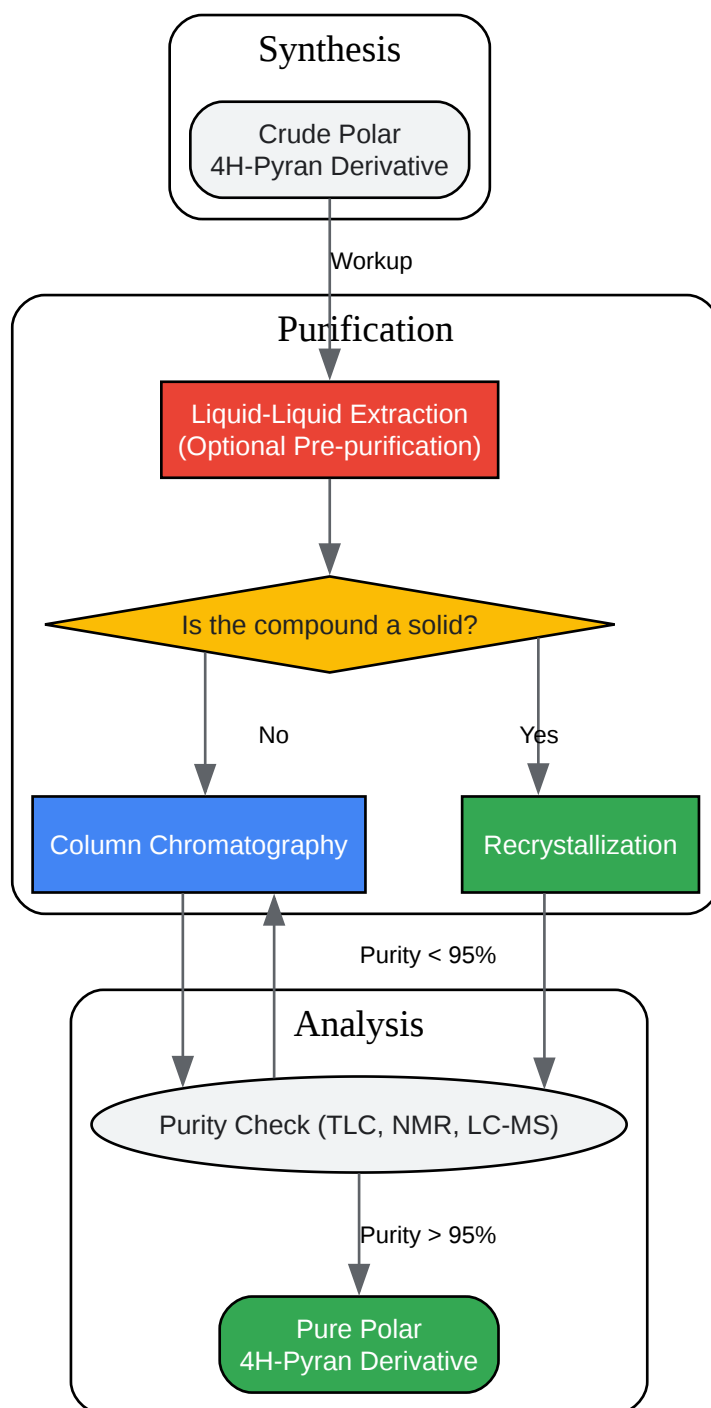 Synthesis
Crude Polar
4H-Pyran Derivative
Workup
Purification
Liquid-Liquid Extraction
(Optional Pre-purification)
Is the compound a solid?
No
Yes
Column Chromatography
Recrystallization
Purity < 95%
Analysis
Purity Check (TLC, NMR, LC-MS)
Purity > 95%
Pure Polar
4H-Pyran Derivative